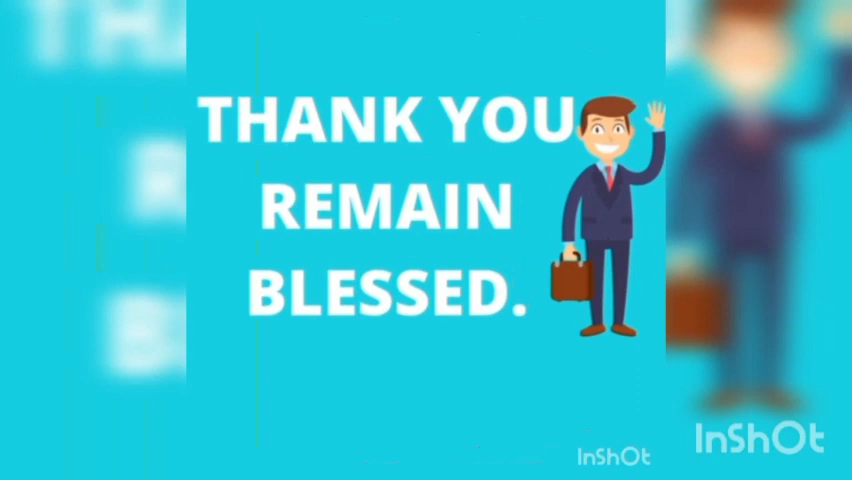 THANK YOU
REMAIN
BLESSED.
InShOt
InShOt